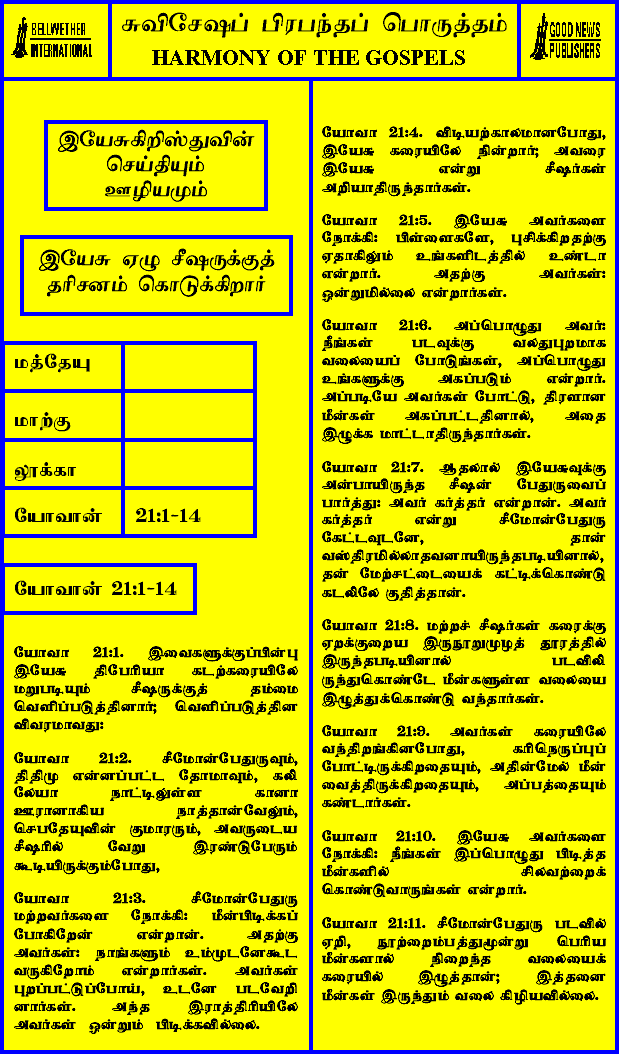 BELLWETHER
INTERNATIONAL
சுவிசேஷப் பிரபந்தப் பொருத்தம்
HARMONY OF THE GOSPELS
GOOD NEWS
PUBLISHERS
இயேசுகிறிஸ்துவின்
செய்தியும்
ஊழியமும்
இயேசு ஏழு சீஷருக்குத்
தரிசனம் கொடுக்கிறார்
மத்தேயு
மாற்கு
லூக்கா
யோவான் 21:1-14
யோவான் 21:1-14
யோவா 21:1. இவைகளுக்குப்பின்பு
இயேசு திபேரியா கடற்கரையிலே
மறுபடியும் சீஷருக்குத் தம்மை
வெளிப்படுத்தினார்; வெளிப்படுத்தின
விவரமாவது:
யோவா 21:2. சீமோன்பேதுருவும்,
திதிமு என்னப்பட்ட தோமாவும், கலி
லேயா நாட்டிலுள்ள கானா
ஊரானாகிய நாத்தான்வேலும்,
செபதேயுவின் குமாரரும், அவருடைய
சீஷரில் வேறு இரண்டுபேரும்
கூடியிருக்கும்போது,
யோவா 21:3. சீமோன்பேதுரு
மற்றவர்களை நோக்கி: மீன்பிடிக்கப்
போகிறேன் என்றான். அதற்கு
அவர்கள்: நாங்களும் உம்முடனேகூட
வருகிறோம் என்றார்கள். அவர்கள்
புறப்பட்டுப்போய், உடனே படவேறி
னார்கள். அந்த இராத்திரியிலே
அவர்கள் ஒன்றும் பிடிக்கவில்லை.
யோவா 21:4. விடியற்காலமானபோது,
இயேசு கரையிலே நின்றார்; அவரை
இயேசு என்று சீஷர்கள்
அறியாதிருந்தார்கள்.
யோவா 21:5. இயேசு அவர்களை
நோக்கி: பிள்ளைகளே, புசிக்கிறதற்கு
ஏதாகிலும் உங்களிடத்தில் உண்டா
என்றார். அதற்கு அவர்கள்:
ஒன்றுமில்லை என்றார்கள்.
யோவா 21:6. அப்பொழுது அவர்:
நீங்கள் படவுக்கு வலதுபுறமாக
வலையைப் போடுங்கள், அப்பொழுது
உங்களுக்கு அகப்படும் என்றார்.
அப்படியே அவர்கள் போட்டு, திரளான
மீன்கள் அகப்பட்டதினால், அதை
இழுக்க மாட்டாதிருந்தார்கள்.
யோவா 21:7. ஆதலால் இயேசுவுக்கு
அன்பாயிருந்த சீஷன் பேதுருவைப்
பார்த்து: அவர் கர்த்தர் என்றான். அவர்
கர்த்தர் என்று சீமோன்பேதுரு
கேட்டவுடனே, தான்
வஸ்திரமில்லாதவனாயிருந்தபடியினால்,
தன் மேற்சட்டையைக் கட்டிக்கொண்டு
கடலிலே குதித்தான்.
யோவா 21:8. மற்றச் சீஷர்கள் கரைக்கு
ஏறக்குறைய இருநூறுமுழத் தூரத்தில்
இருந்தபடியினால் படவிலி
ருந்துகொண்டே மீன்களுள்ள வலையை
இழுத்துக்கொண்டு வந்தார்கள்.
யோவா 21:9. அவர்கள் கரையிலே
வந்திறங்கினபோது, கரிநெருப்புப்
போட்டிருக்கிறதையும், அதின்மேல் மீன்
வைத்திருக்கிறதையும், அப்பத்தையும்
கண்டார்கள்.
யோவா 21:10. இயேசு அவர்களை
நோக்கி: நீங்கள் இப்பொழுது பிடித்த
மீன்களில் சிலவற்றைக்
கொண்டுவாருங்கள் என்றார்.
யோவா 21:11. சீமோன்பேதுரு படவில்
ஏறி, நூற்றைம்பத்துமூன்று பெரிய
மீன்களால் நிறைந்த வலையைக்
கரையில் இழுத்தான்; இத்தனை
மீன்கள் இருந்தும் வலை கிழியவில்லை.